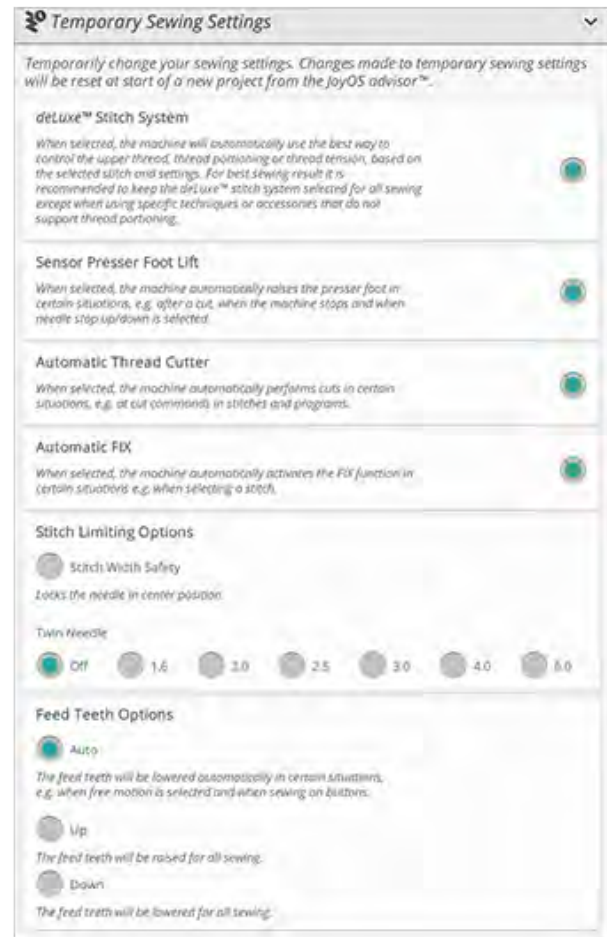 Temporary Sewing Settings
Temporarily change your sewing settings. Changes made to temporary sewing settings
will be reset at start of a new project from the JoyOS advisor™.
deLuxe™ Stitch System
When selected, the machine will automatically use the best way to
control the upper thread, thread portioning or thread tension, based on
the selected stitch and settings. For best sewing result it is
recommended to keep the deLuxe™ stitch system selected for all sewing
except when using specific techniques or accessories that do not
support thread portioning.
Sensor Presser Foot Lift
When selected, the machine automatically raises the presser foot in
certain situations, e.g. after a cut, when the machine stops and when
needle stop up/down is selected.
Automatic Thread Cutter
When selected, the machine automatically performs cuts in certain
situations, e.g. at cut commands in stitches and programs.
Automatic FIX
When selected, the machine automatically activates the FIX function in
certain situations e.g. when selecting a stitch.
Stitch Limiting Options
Stitch Width Safety
Locks the needle in center position.
Twin Needle
Off 1.6 2.0 2.5 3.0 4.0 6.0
Feed Teeth Options
Auto
The feed teeth will be lowered automatically in certain situations,
e.g. when free motion is selected and when sewing on buttons.
Up
The feed teeth will be raised for all sewing.
Down
The feed teeth will be lowered for all sewing.